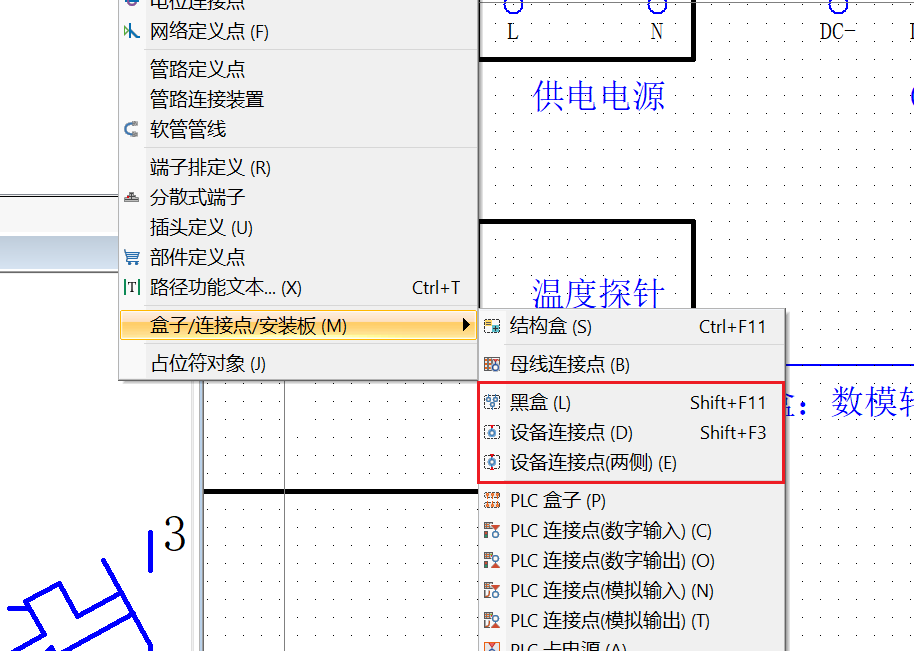 电位连接点
网络定义点 (F)
管路定义点
管路连接装置
软管管线
端子排定义 (R)
分散式端子
插头定义 (U)
部件定义点
路径功能文本... (X) Ctrl+T
盒子/连接点/安装板 (M)
占位符对象 (J)
L N DC-
供电电源
温度探针
结构盒 (S) Ctrl+F11
母线连接点 (B)
黑盒 (L) Shift+F11
设备连接点 (D) Shift+F3
设备连接点(两侧) (E)
PLC 盒子 (P)
PLC 连接点(数字输入) (C)
PLC 连接点(数字输出) (O)
PLC 连接点(模拟输入) (N)
PLC 连接点(模拟输出) (T)
PLC 卡电源 (A)
盒：数模转
3